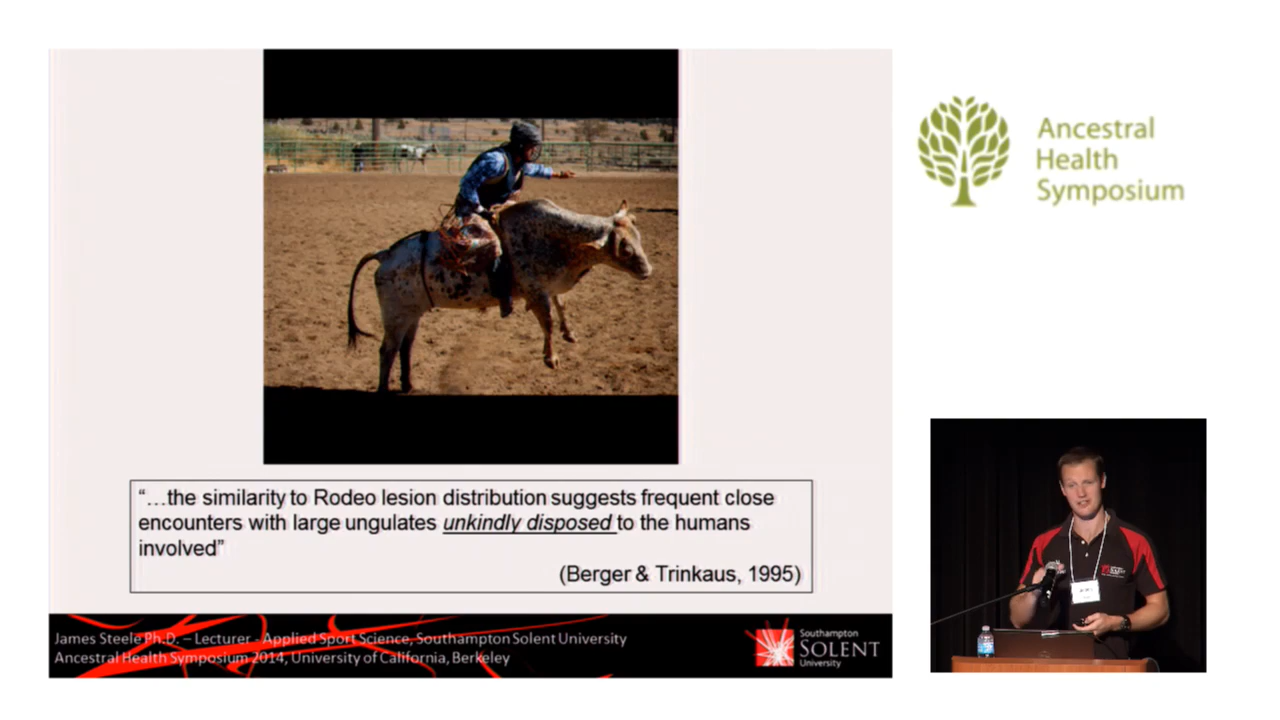 Ancestral
Health
Symposium
“…the similarity to Rodeo lesion distribution suggests frequent close
encounters with large ungulates unkindly disposed to the humans
involved”
(Berger & Trinkaus, 1995)
James Steele Ph.D. – Lecturer - Applied Sport Science, Southampton Solent University
Ancestral Health Symposium 2014, University of California, Berkeley
Southampton
SOLENT
University